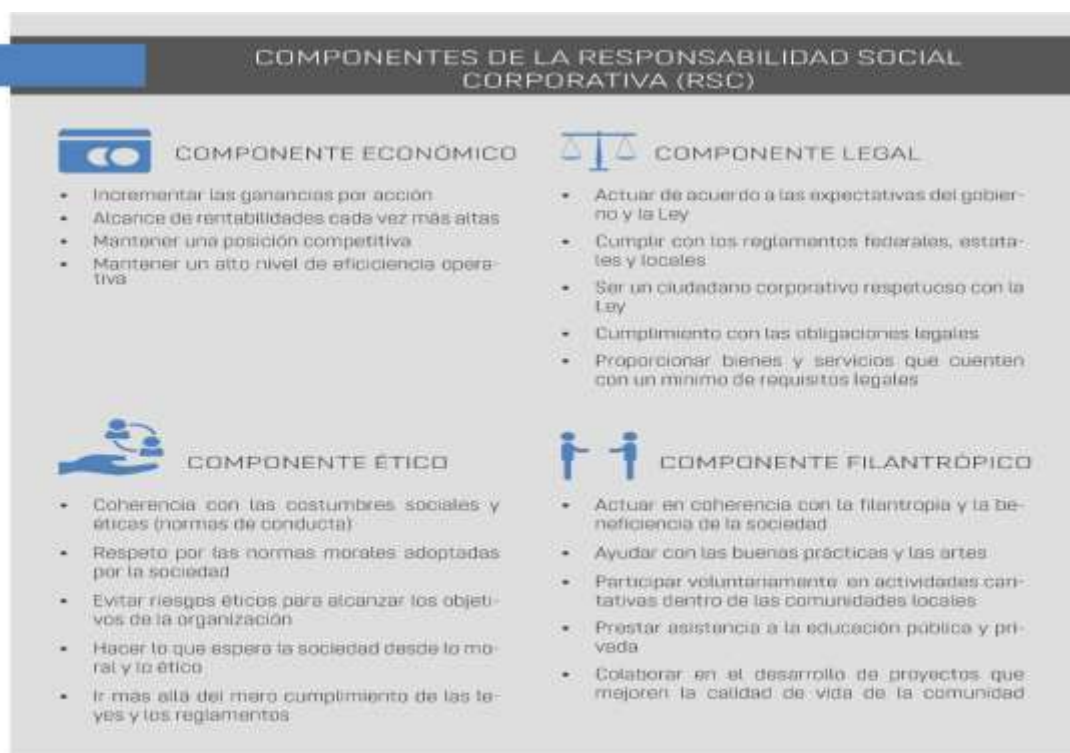 COMPONENTES DE LA RESPONSABILIDAD SOCIAL
CORPORATIVA (RSC)
COMPONENTE ECONÓMICO
• Incrementar las ganancias por acción
• Alcance de rentabilidades cada vez más altas
• Mantener una posición competitiva
• Mantener un alto nivel de eficiciencia opera-
tiva
COMPONENTE LEGAL
• Actuar de acuerdo a las expectativas del gobier-
no y la Ley
• Cumplir con los reglamentos federales, estata-
les y locales
• Ser un ciudadano corporativo respetuoso con la
Ley
• Cumplimiento con las obligaciones legales
• Proporcionar bienes y servicios que cuenten
con un mínimo de requisitos legales
COMPONENTE ÉTICO
• Coherencia con las costumbres sociales y
éticas (normas de conducta)
• Respeto por las normas morales adoptadas
por la sociedad
• Evitar riesgos éticos para alcanzar los objeti-
vos de la organización
• Hacer lo que espera la sociedad desde lo mo-
ral y lo ético
• Ir más allá del mero cumplimiento de las le-
yes y los reglamentos
COMPONENTE FILANTRÓPICO
• Actuar en coherencia con la filantropia y la be-
neficiencia de la sociedad
• Ayudar con las buenas prácticas y las artes
• Participar voluntariamente en actividades cari-
tativas dentro de las comunidades locales
• Prestar asistencia a la educación pública y pri-
vada
• Colaborar en el desarrollo de proyectos que
mejoren la calidad de vida de la comunidad